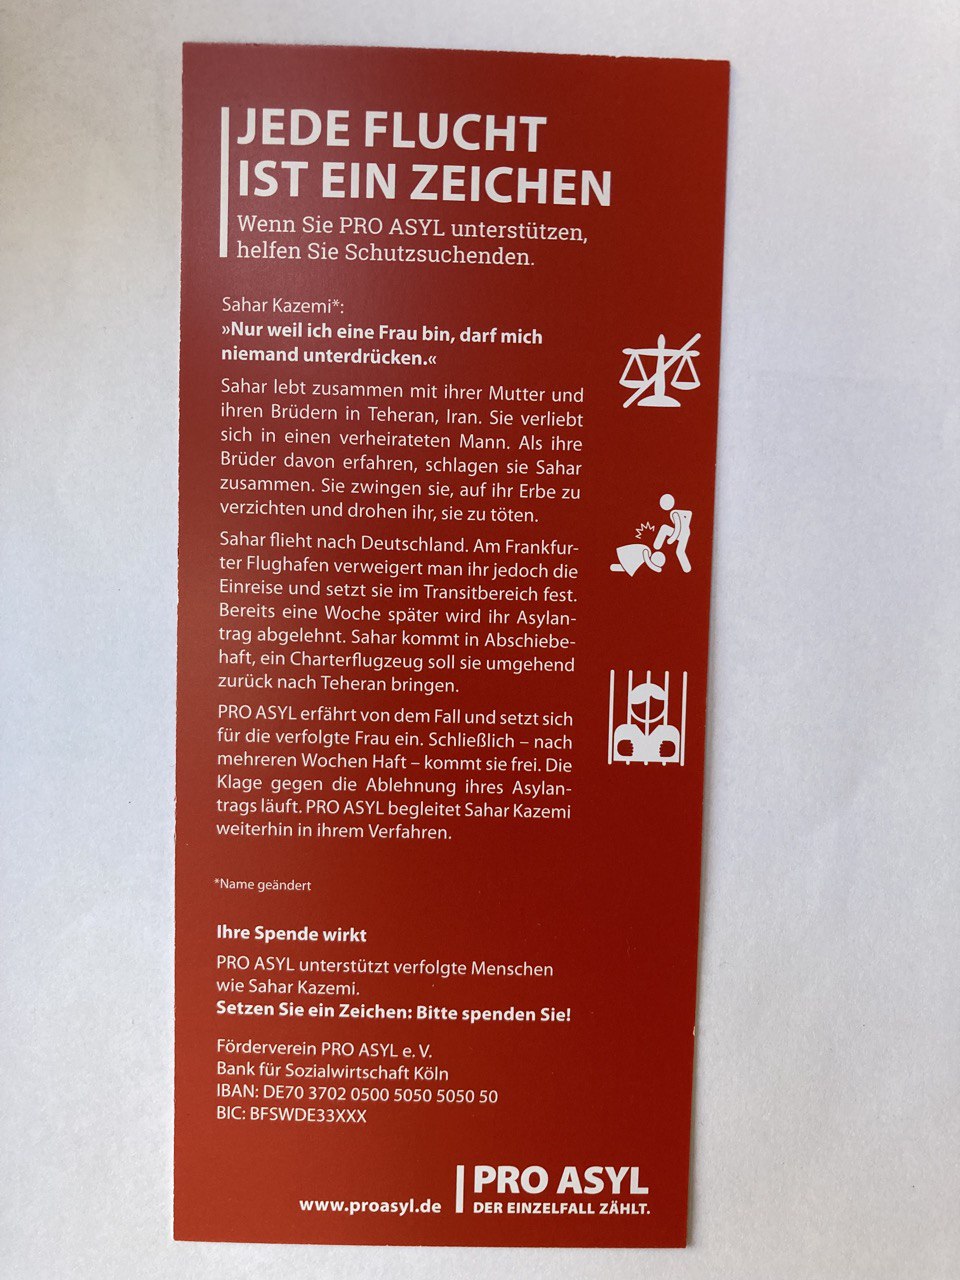 JEDE FLUCHT
IST EIN ZEICHEN
Wenn Sie PRO ASYL unterstützen,
helfen Sie Schutzsuchenden.
Sahar Kazemi*:
»Nur weil ich eine Frau bin, darf mich
niemand unterdrücken.«
Sahar lebt zusammen mit ihrer Mutter und
ihren Brüdern in Teheran, Iran. Sie verliebt
sich in einen verheirateten Mann. Als ihre
Brüder davon erfahren, schlagen sie Sahar
zusammen. Sie zwingen sie, auf ihr Erbe zu
verzichten und drohen ihr, sie zu töten.
Sahar flieht nach Deutschland. Am Frankfur-
ter Flughafen verweigert man ihr jedoch die
Einreise und setzt sie im Transitbereich fest.
Bereits eine Woche später wird ihr Asylan-
trag abgelehnt. Sahar kommt in Abschiebe-
haft, ein Charterflugzeug soll sie umgehend
zurück nach Teheran bringen.
PRO ASYL erfährt von dem Fall und setzt sich
für die verfolgte Frau ein. Schließlich – nach
mehreren Wochen Haft – kommt sie frei. Die
Klage gegen die Ablehnung ihres Asylan-
trags läuft. PRO ASYL begleitet Sahar Kazemi
weiterhin in ihrem Verfahren.
*Name geändert
Ihre Spende wirkt
PRO ASYL unterstützt verfolgte Menschen
wie Sahar Kazemi.
Setzen Sie ein Zeichen: Bitte spenden Sie!
Förderverein PRO ASYL e. V.
Bank für Sozialwirtschaft Köln
IBAN: DE70 3702 0500 5050 5050 50
BIC: BFSWDE33XXX
PRO ASYL
www.proasyl.de DER EINZELFALL ZÄHLT.